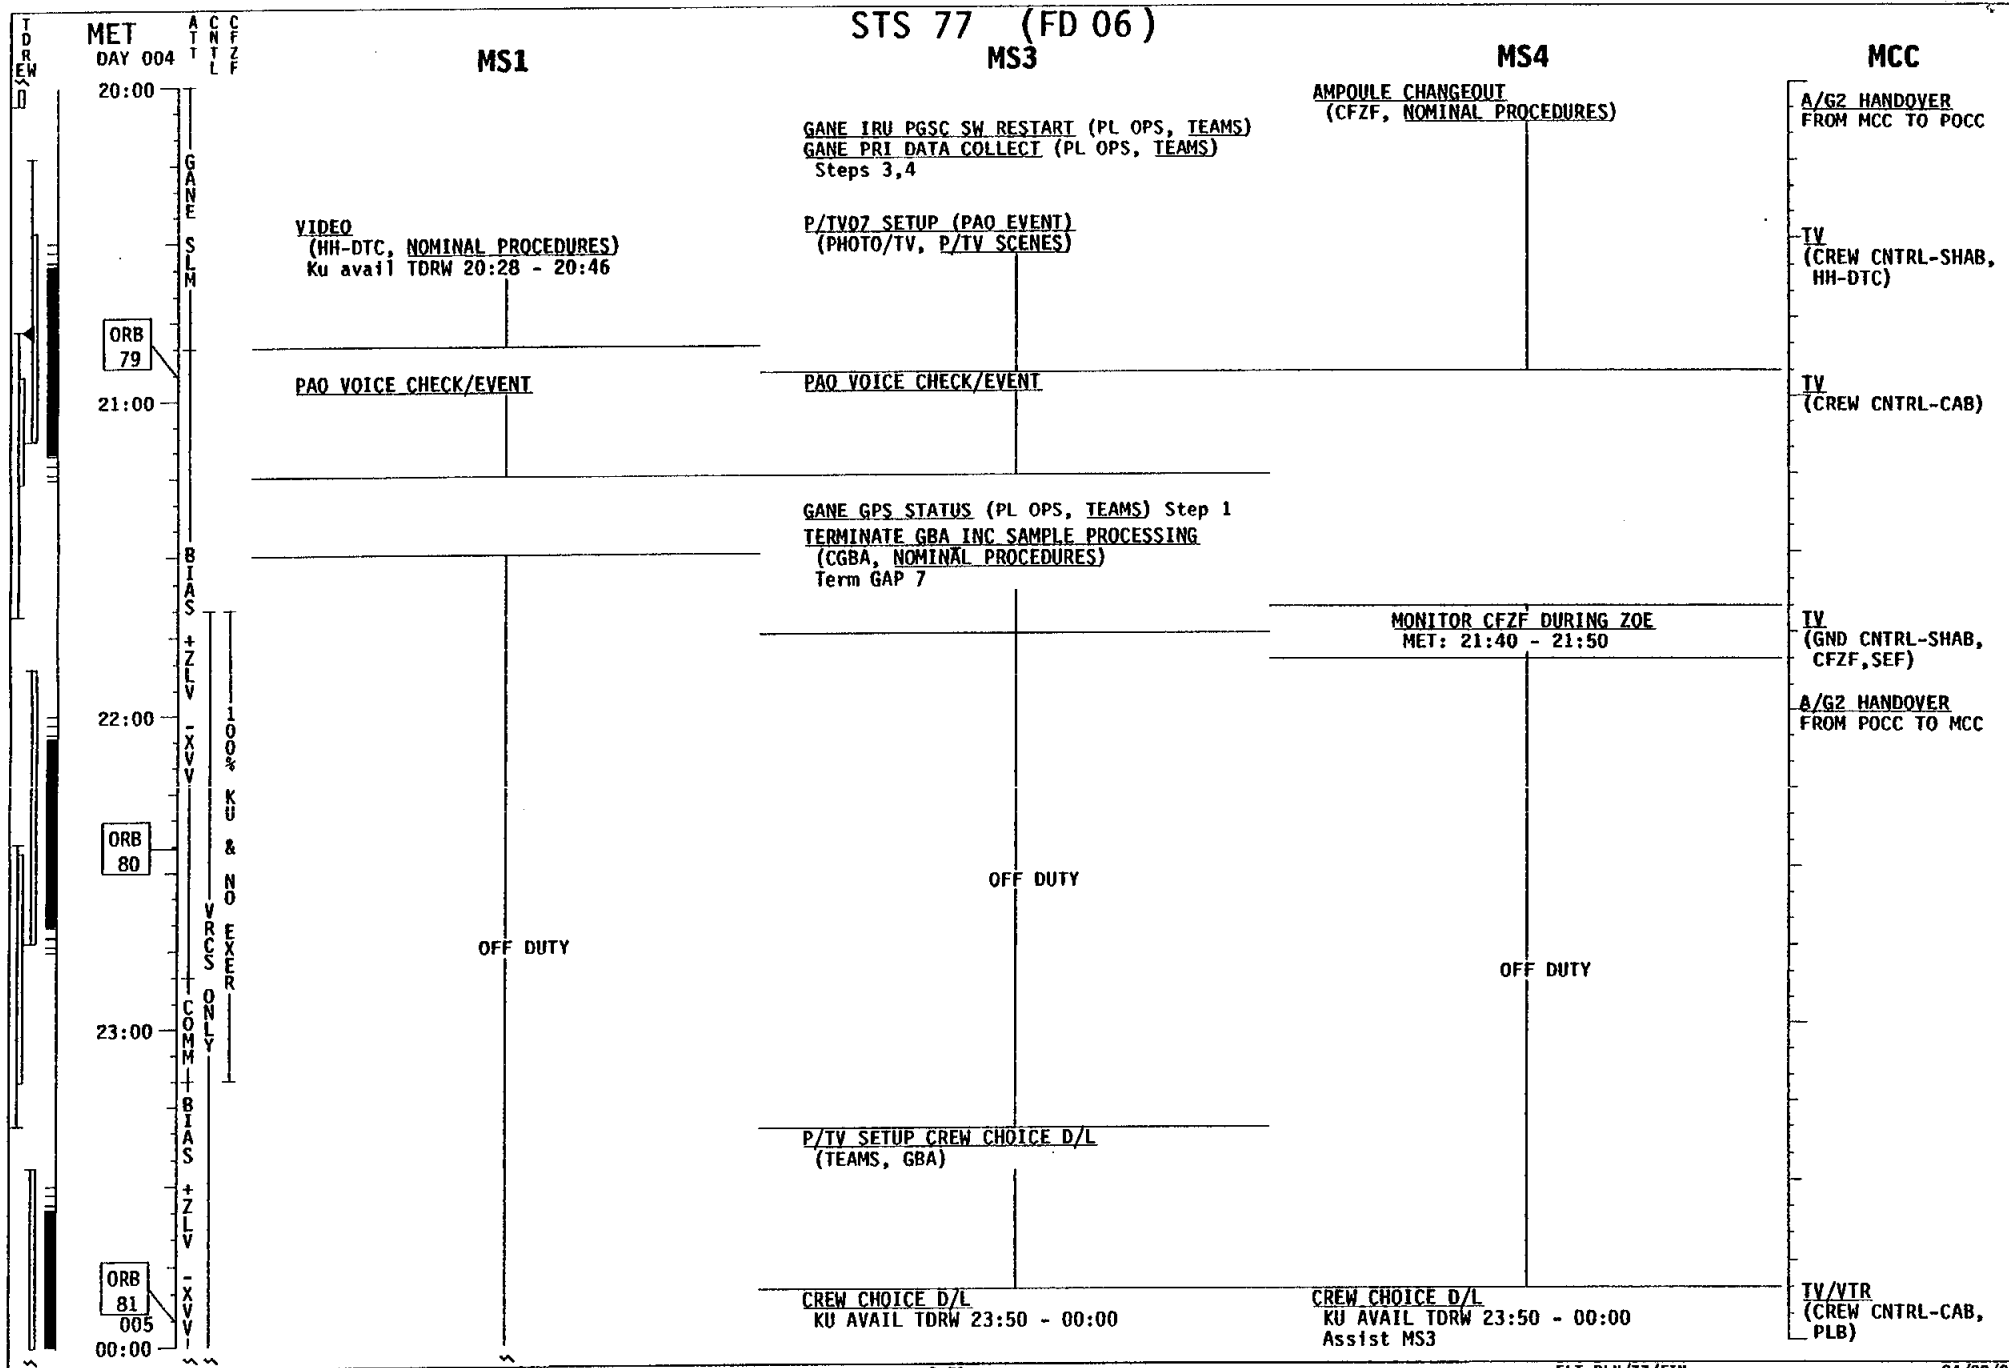 STS 77 (FD 06)
TDRE W
MET
DAY 004
ATT
CNTL
CFZF
MS1
MS3
MS4
MCC
20:00
ORB
79
21:00
22:00
ORB
80
23:00
ORB
81
005
00:00
GANE SLM
BIAS +ZLV -XVV
COMM
BIAS +ZLV -XVV
VRCS ONLY
100% KU & NO EXER
VIDEO
(HH-DTC, NOMINAL PROCEDURES)
Ku avail TDRW 20:28 - 20:46
PAO VOICE CHECK/EVENT
OFF DUTY
GANE IRU PGSC SW RESTART (PL OPS, TEAMS)
GANE PRI DATA COLLECT (PL OPS, TEAMS)
Steps 3,4
P/TV07 SETUP (PAO EVENT)
(PHOTO/TV, P/TV SCENES)
PAO VOICE CHECK/EVENT
GANE GPS STATUS (PL OPS, TEAMS) Step 1
TERMINATE GBA INC SAMPLE PROCESSING
(CGBA, NOMINAL PROCEDURES)
Term GAP 7
OFF DUTY
P/TV SETUP CREW CHOICE D/L
(TEAMS, GBA)
CREW CHOICE D/L
KU AVAIL TDRW 23:50 - 00:00
AMPOULE CHANGEOUT
(CFZF, NOMINAL PROCEDURES)
MONITOR CFZF DURING ZOE
MET: 21:40 - 21:50
OFF DUTY
CREW CHOICE D/L
KU AVAIL TDRW 23:50 - 00:00
Assist MS3
A/G2 HANDOVER
FROM MCC TO POCC
TV
(CREW CNTRL-SHAB,
HH-DTC)
TV
(CREW CNTRL-CAB)
TV
(GND CNTRL-SHAB,
CFZF,SEF)
A/G2 HANDOVER
FROM POCC TO MCC
TV/VTR
(CREW CNTRL-CAB,
PLB)